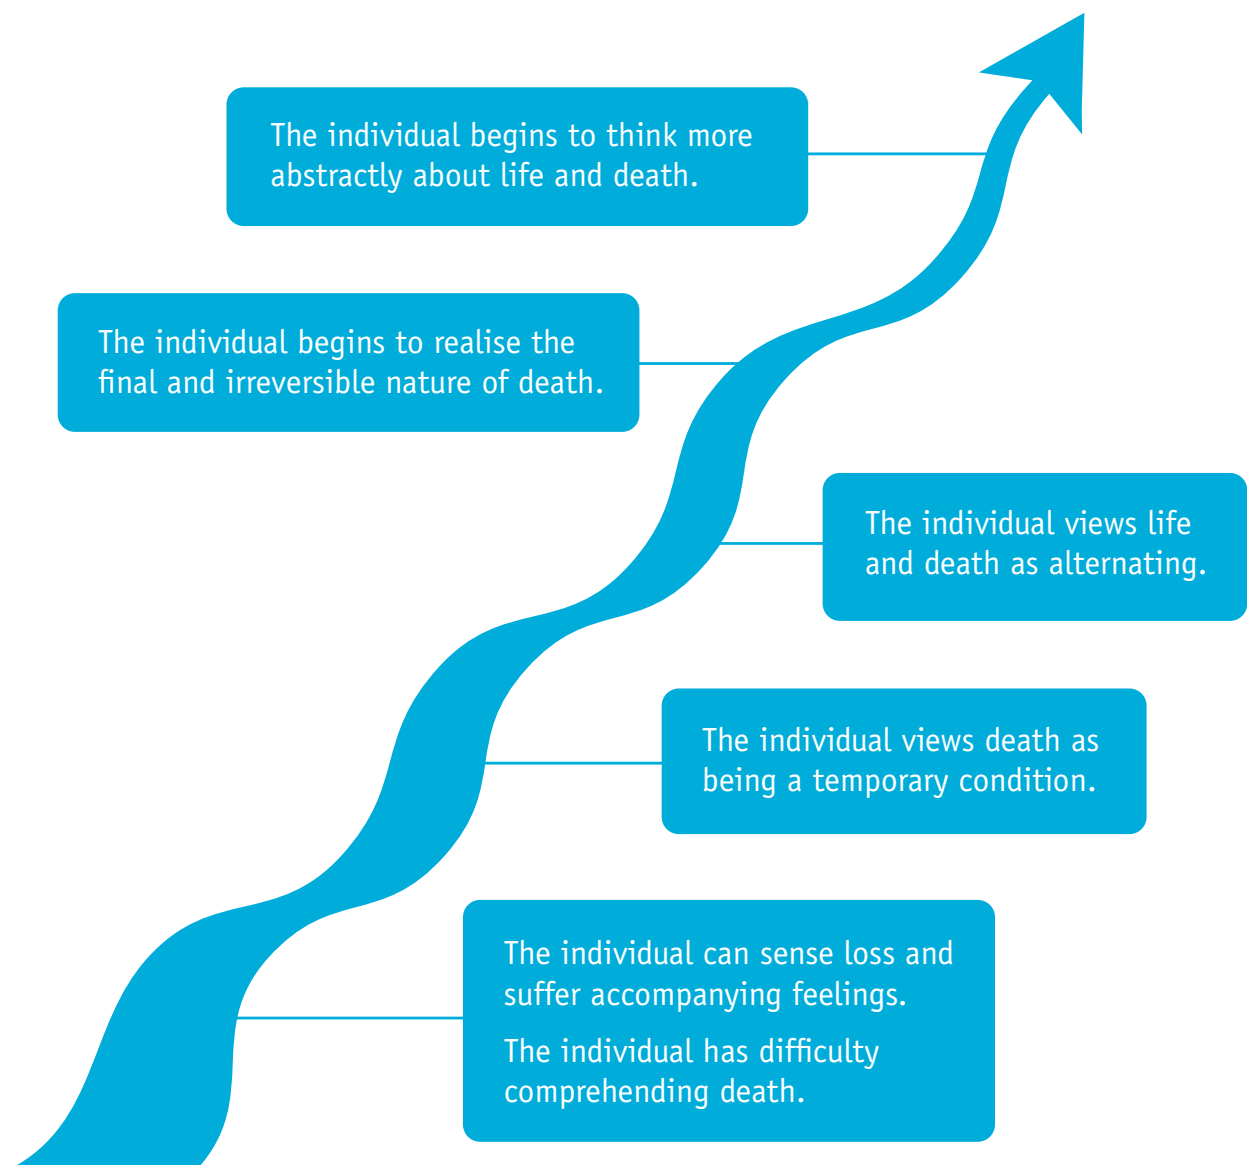 The individual begins to think more
abstractly about life and death.
The individual begins to realise the
final and irreversible nature of death.
The individual views life
and death as alternating.
The individual views death as
being a temporary condition.
The individual can sense loss and
suffer accompanying feelings.
The individual has difficulty
comprehending death.